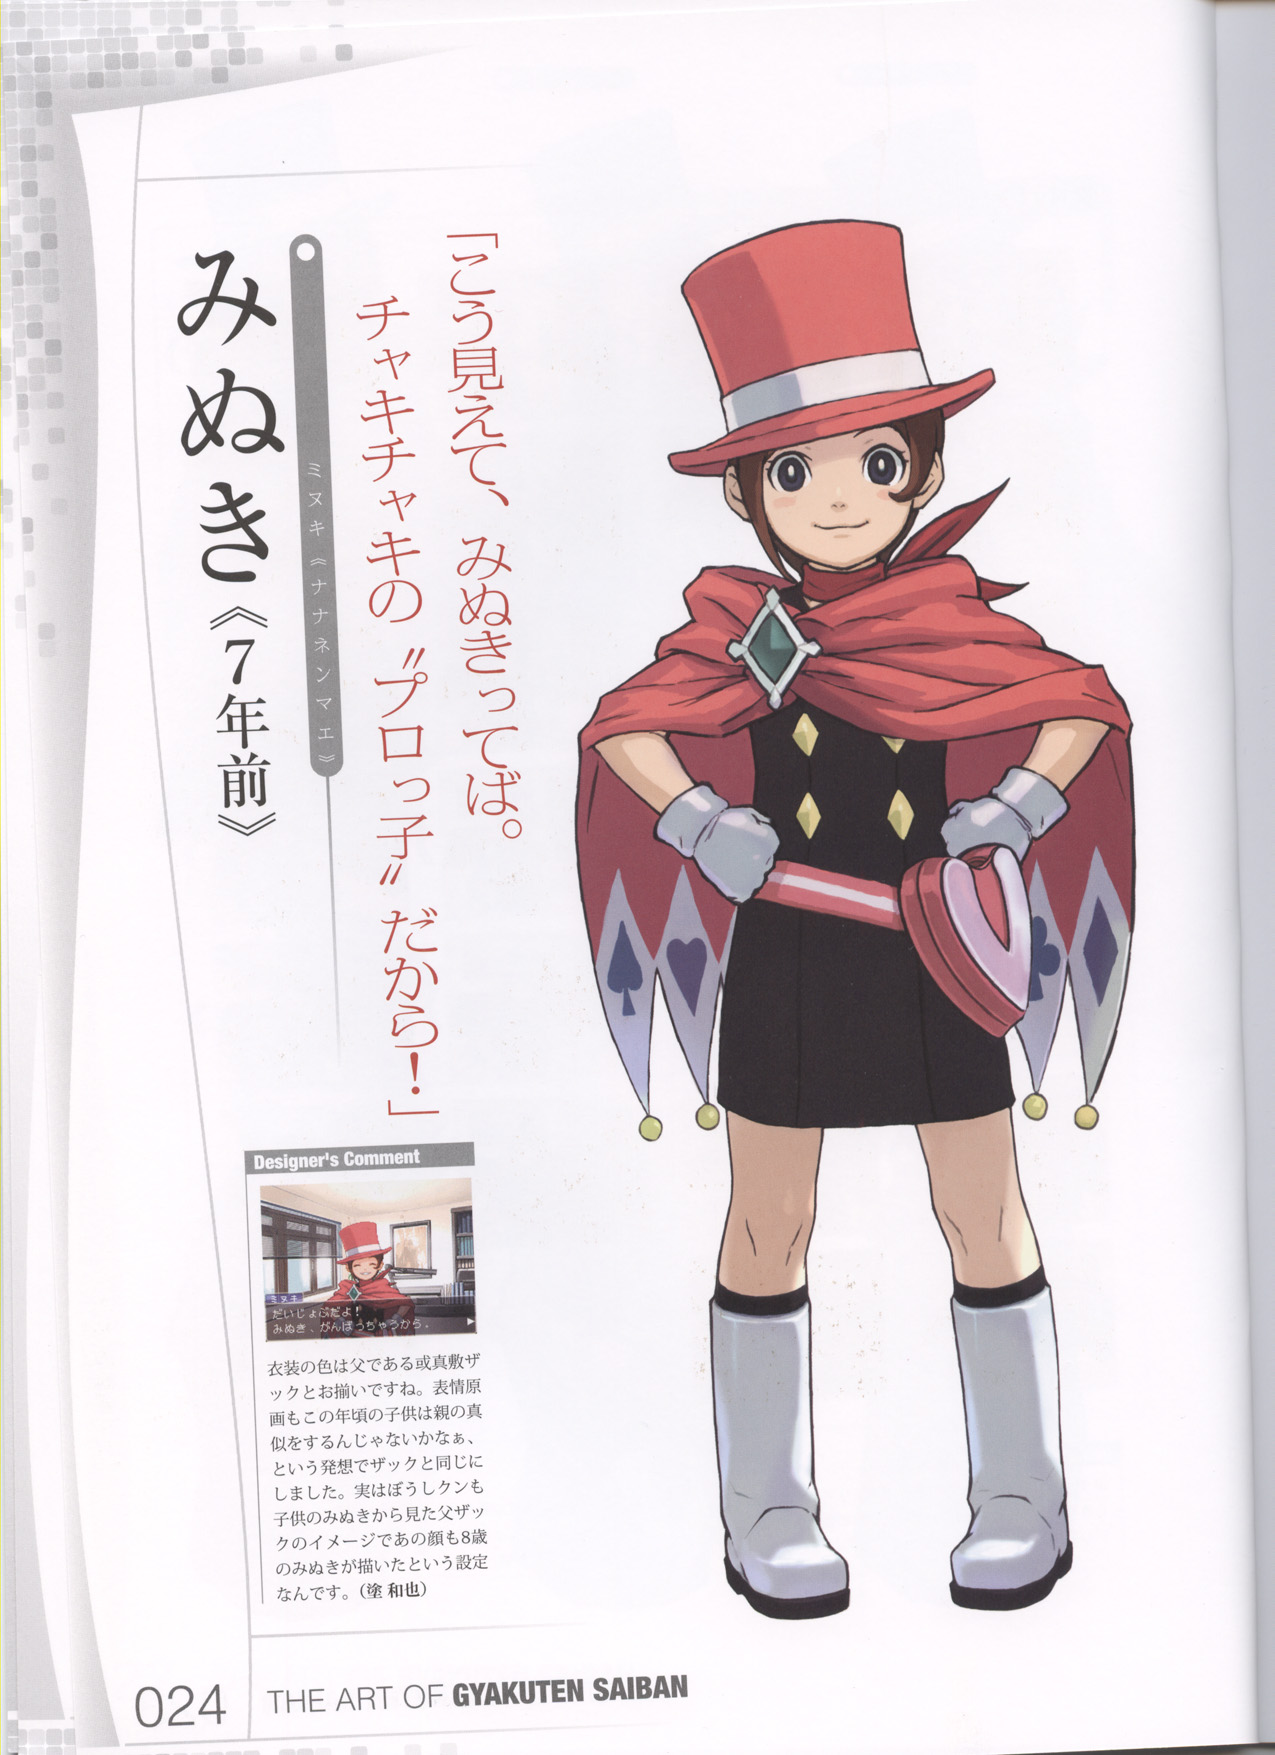 「こう見えて、みぬきってば。
チャキチャキの〝プロっ子〟だから！」
みぬき《7年前》
ミヌキ《ナナネンマエ》
Designer's Comment
ミヌキ
だいじょぶだよ！
みぬき、がんばっちゃうから。
衣装の色は父である或真敷ザ
ックとお揃いですね。表情原
画もこの年頃の子供は親の真
似をするんじゃないかなぁ、
という発想でザックと同じに
しました。実はぼうしクンも
子供のみぬきから見た父ザッ
クのイメージであの顔も8歳
のみぬきが描いたという設定
なんです。（塗 和也）
024
THE ART OF GYAKUTEN SAIBAN